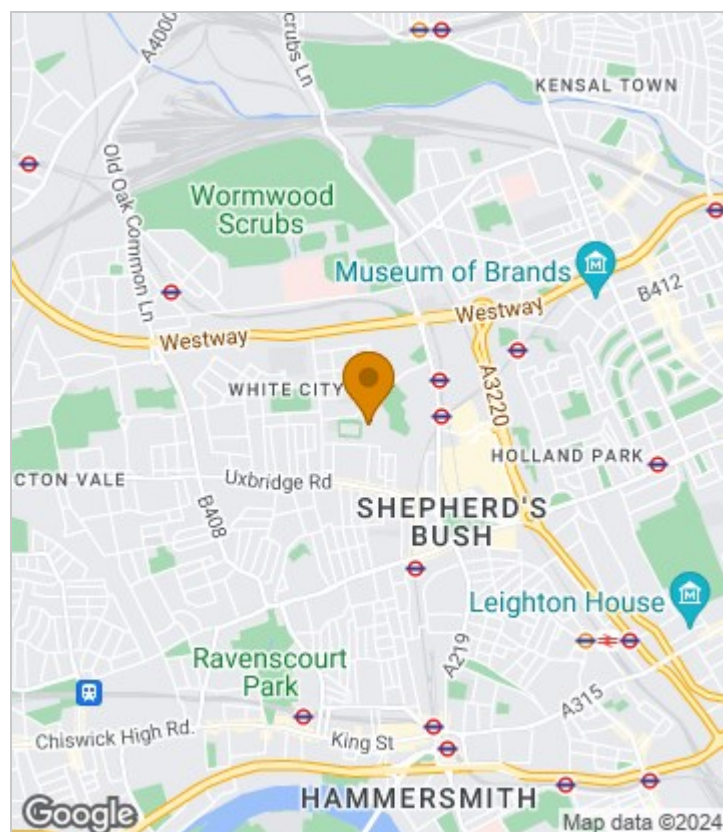 A4000
Scrubs Ln
KENSAL TOWN
Old Oak Common Ln
Wormwood
Scrubs
Museum of Brands
B412
Westway
Westway
A3220
WHITE CITY
HOLLAND PARK
CTON VALE
Uxbridge Rd
B408
SHEPHERD'S
BUSH
Leighton House
A219
Ravenscourt
Park
A315
Chiswick High Rd.
King St
HAMMERSMITH
Google
Map data ©2024